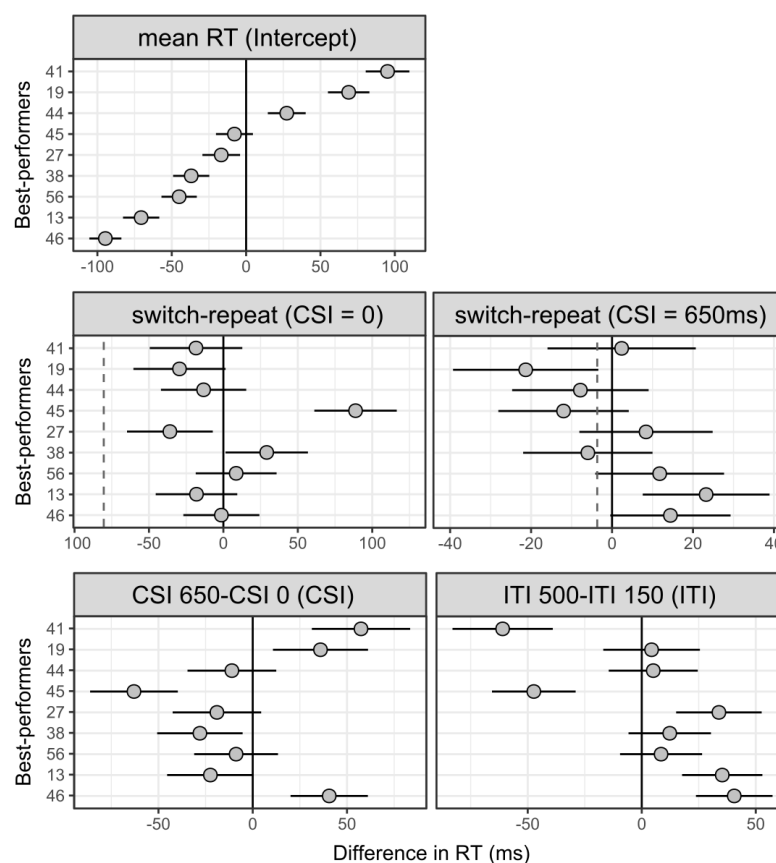 mean RT (Intercept)
Best-performers
41
19
44
45
27
38
56
13
46
-100 -50 0 50 100
switch-repeat (CSI = 0) switch-repeat (CSI = 650ms)
Best-performers
41
19
44
45
27
38
56
13
46
100 -50 0 50 100 -40 -20 0 20 40
CSI 650-CSI 0 (CSI) ITI 500-ITI 150 (ITI)
Best-performers
41
19
44
45
27
38
56
13
46
-50 0 50 -50 0 50
Difference in RT (ms)